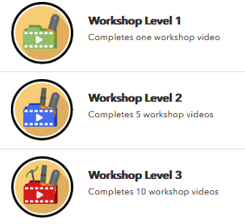 Workshop Level 1
Completes one workshop video
Workshop Level 2
Completes 5 workshop videos
Workshop Level 3
Completes 10 workshop videos